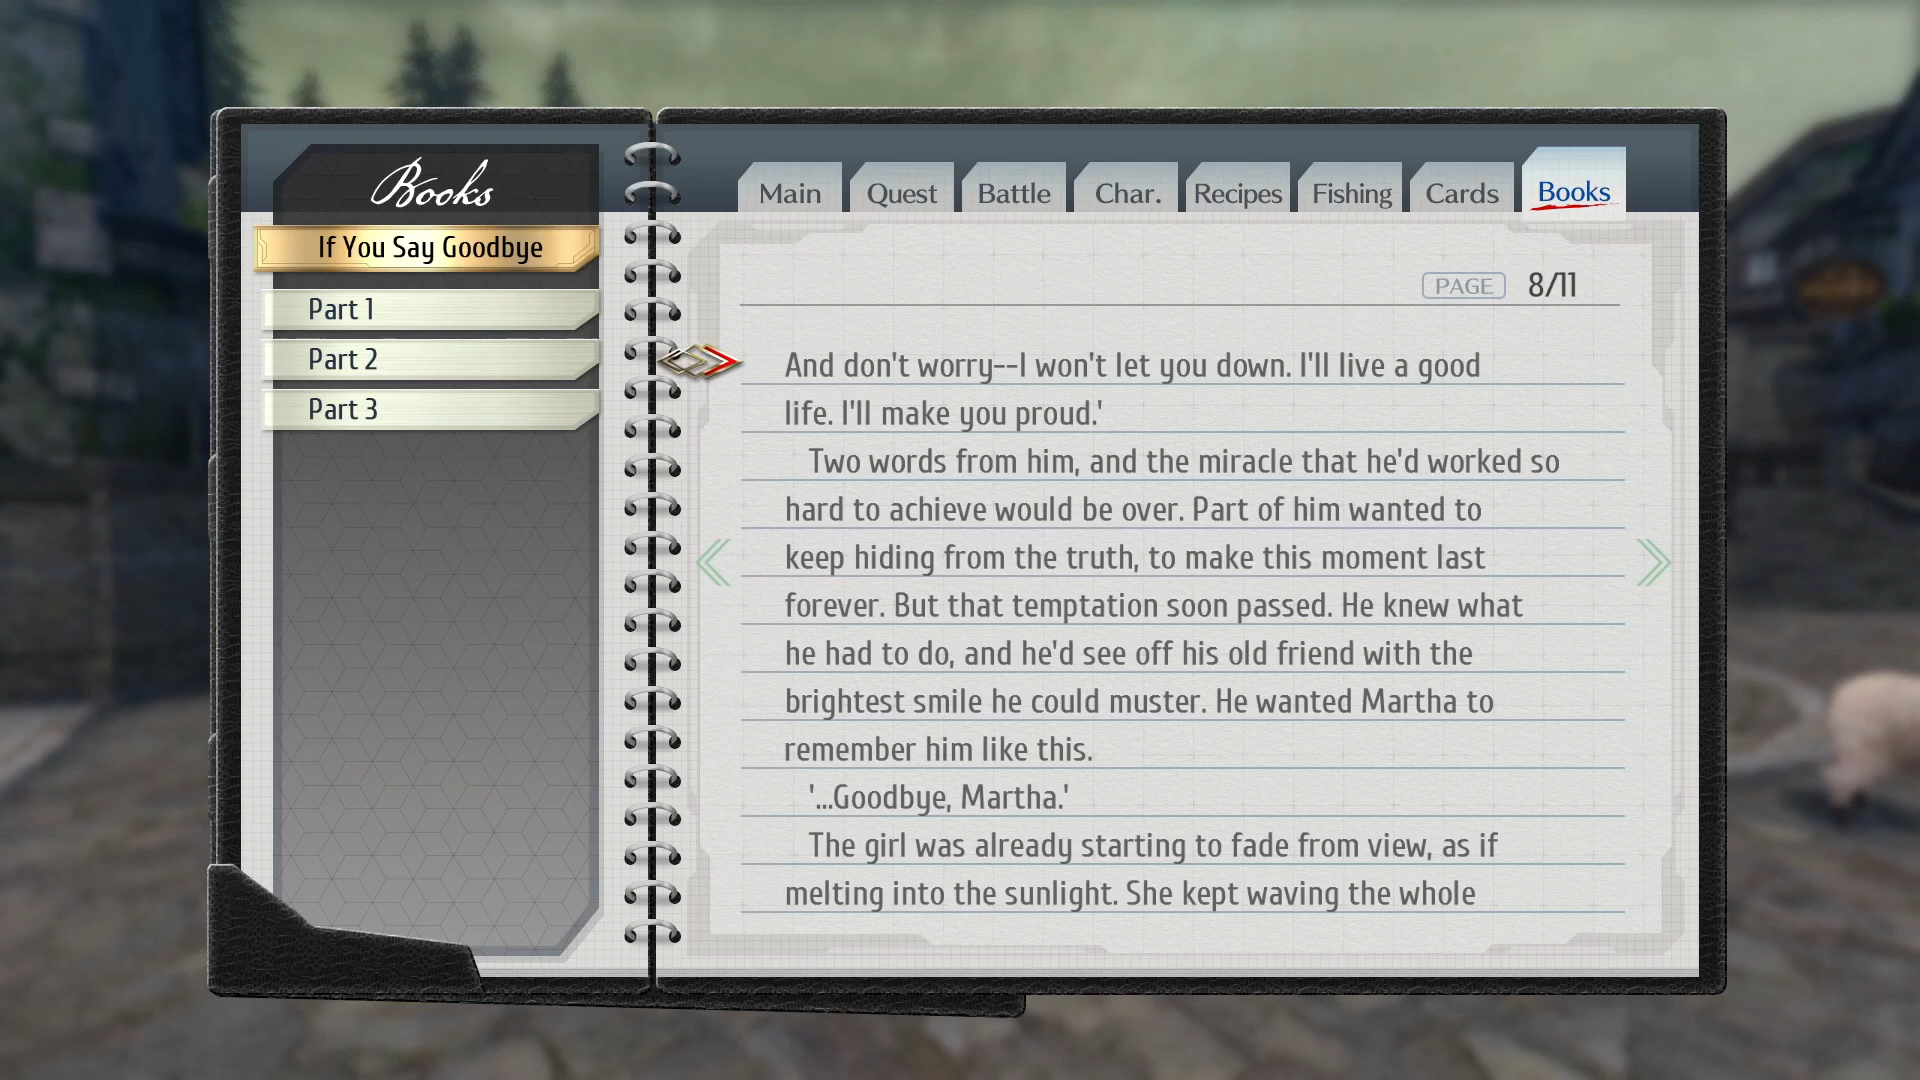 Books
If You Say Goodbye
Part 1
Part 2
Part 3
Main
Quest
Battle
Char.
Recipes
Fishing
Cards
Books
PAGE 8/11
And don't worry--I won't let you down. I'll live a good
life. I'll make you proud.'
Two words from him, and the miracle that he'd worked so
hard to achieve would be over. Part of him wanted to
keep hiding from the truth, to make this moment last
forever. But that temptation soon passed. He knew what
he had to do, and he'd see off his old friend with the
brightest smile he could muster. He wanted Martha to
remember him like this.
'...Goodbye, Martha.'
The girl was already starting to fade from view, as if
melting into the sunlight. She kept waving the whole